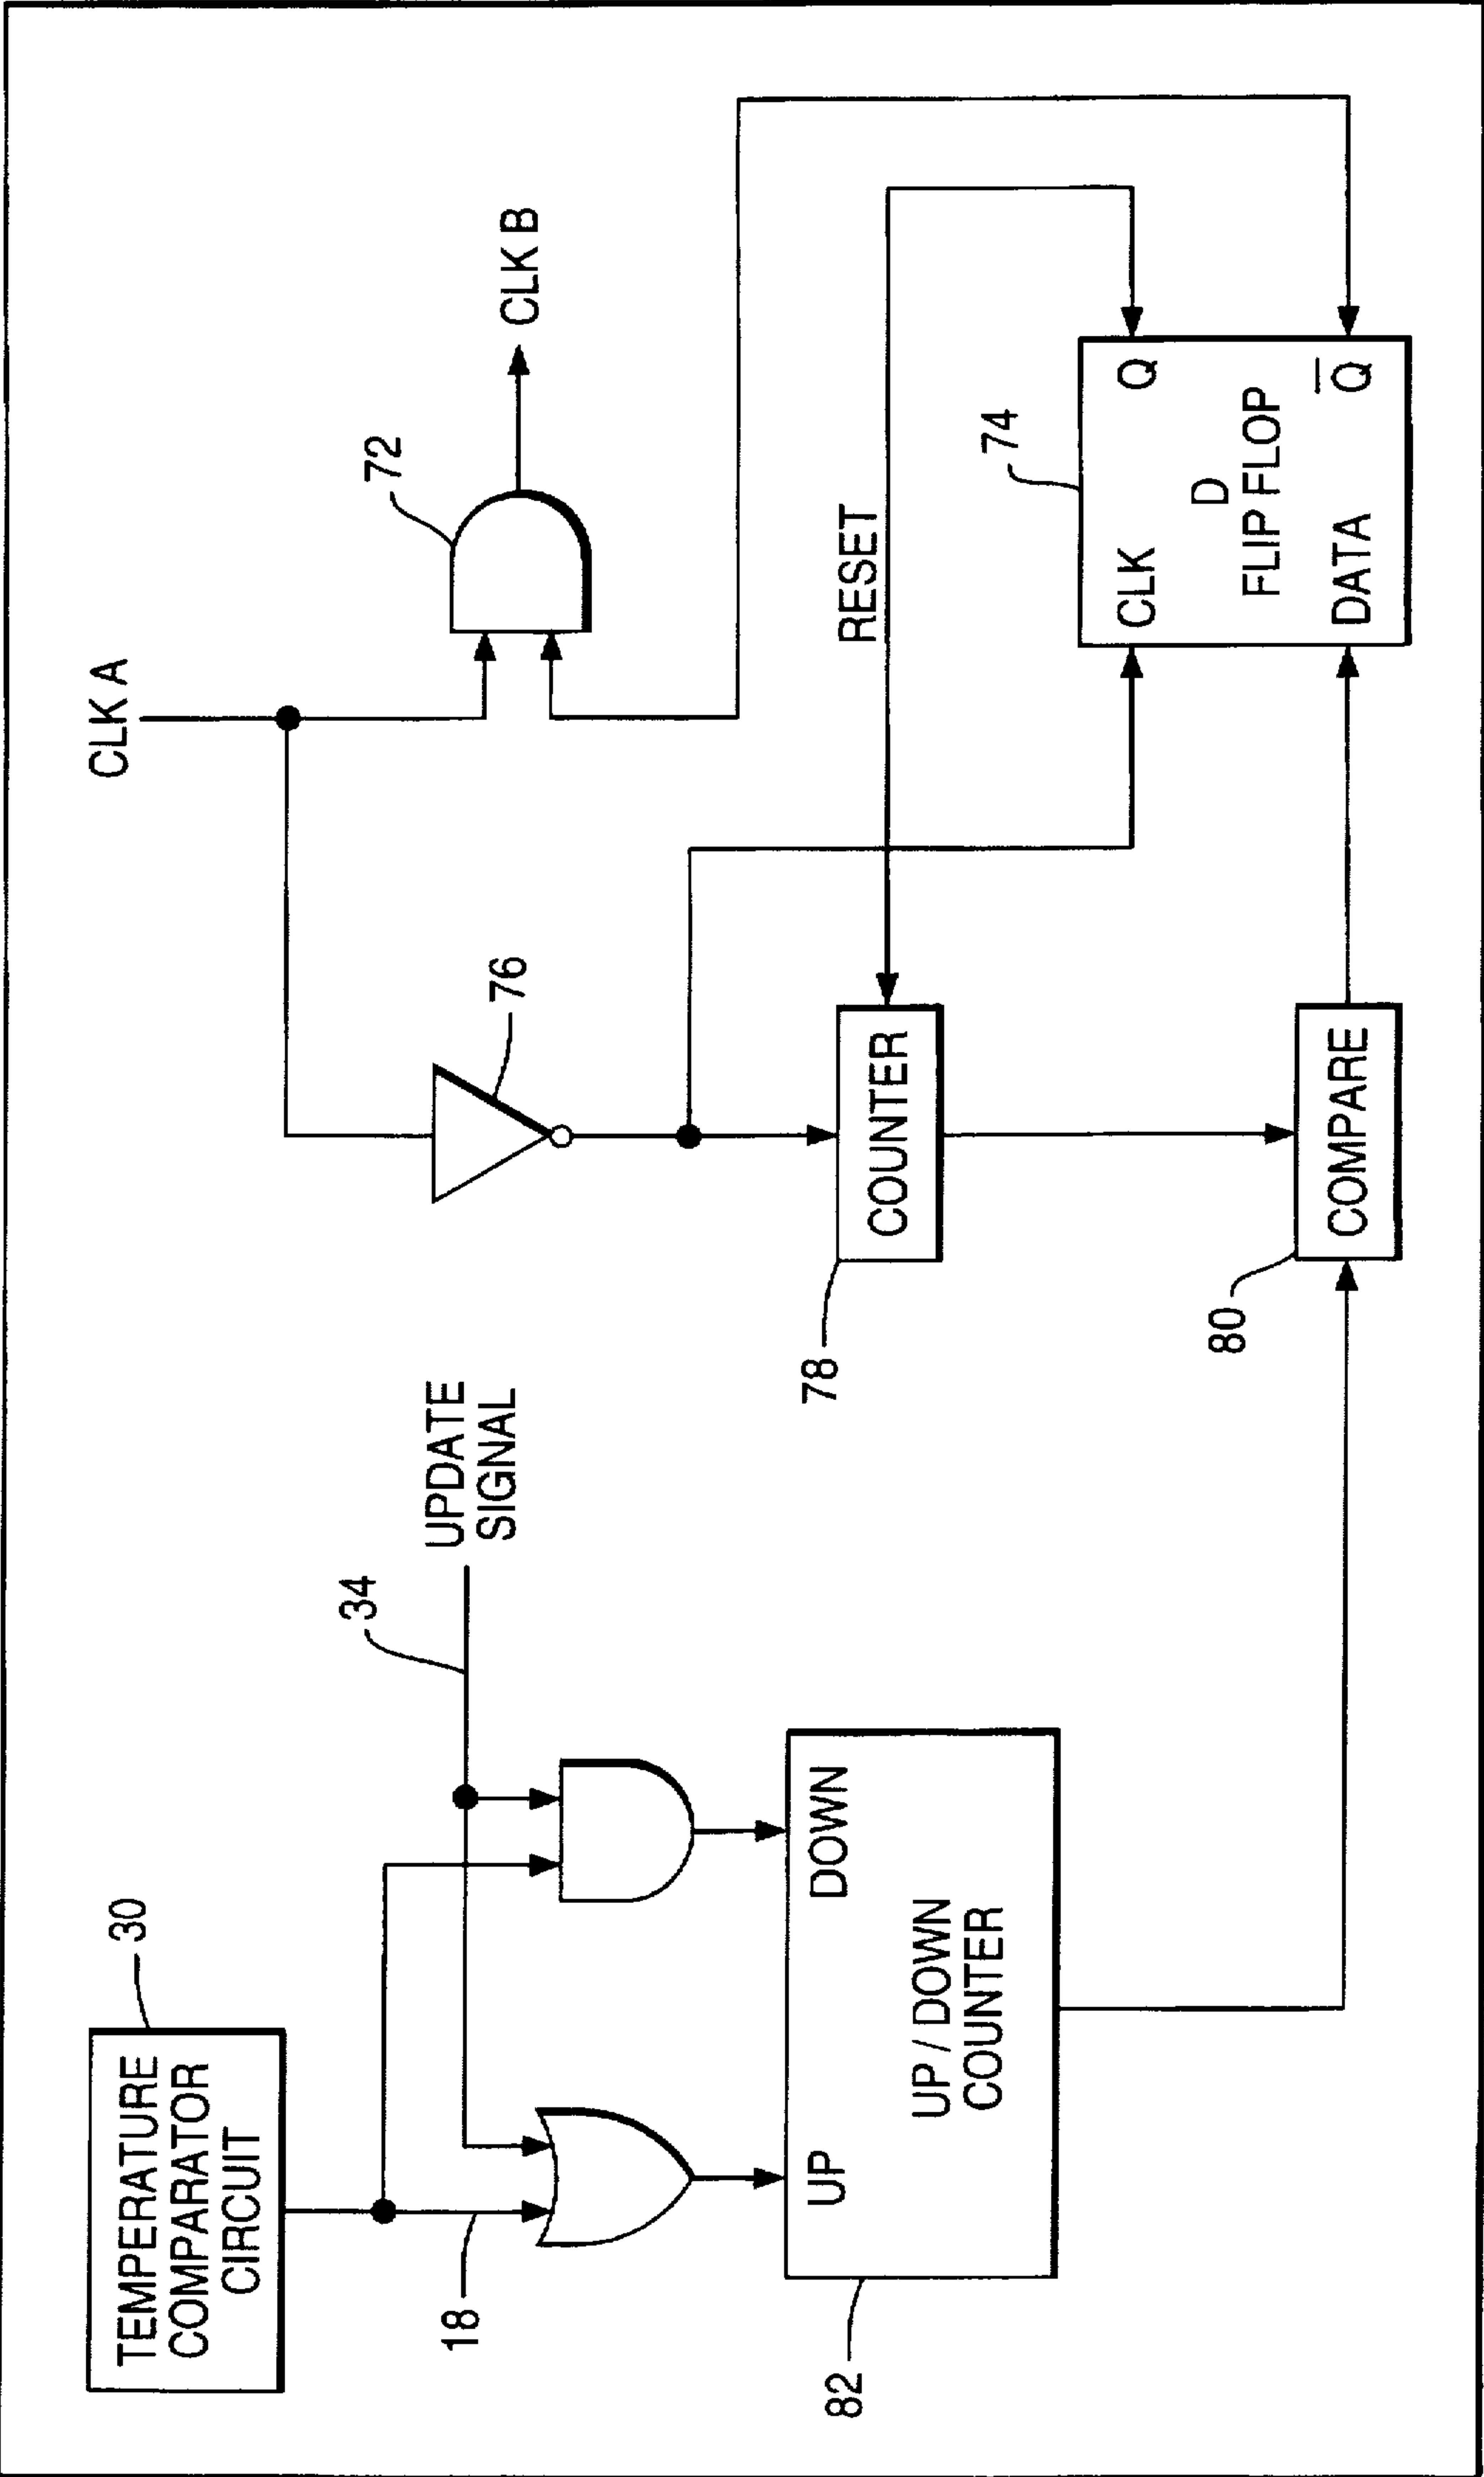 TEMPERATURE
COMPARATOR
CIRCUIT
30
18
34
UPDATE
SIGNAL
UP
DOWN
UP / DOWN
COUNTER
82
CLK A
76
72
CLK B
COUNTER
78
RESET
COMPARE
80
74
CLK
Q
D
FLIP FLOP
DATA
Q̅